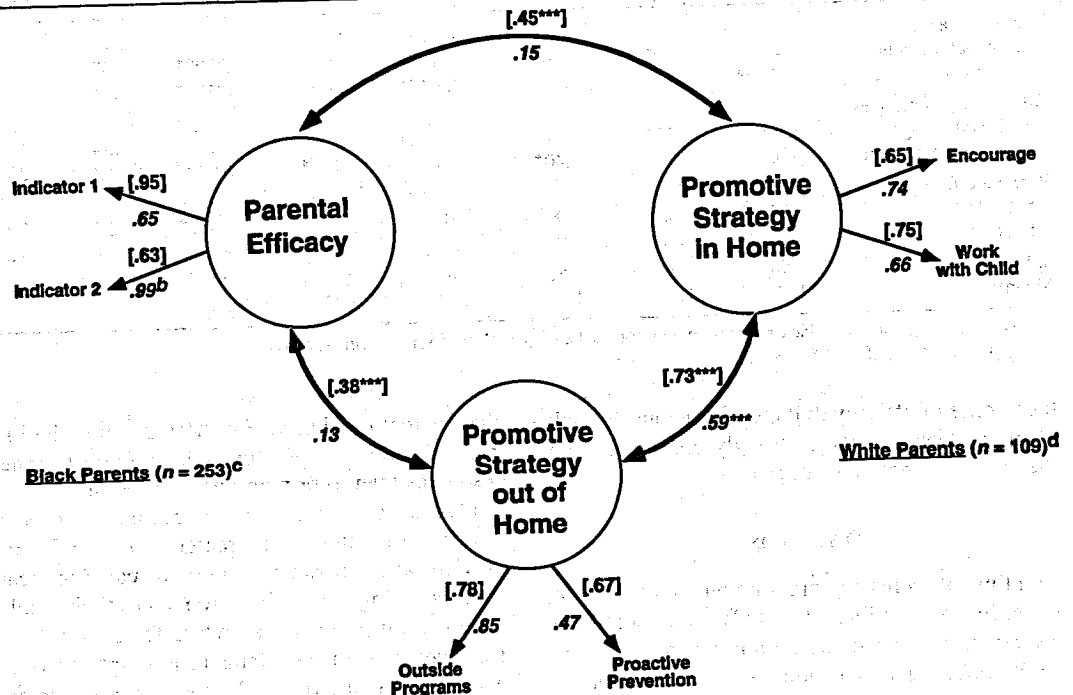 [.45***]
.15
Indicator 1
[.95]
.65
[.63]
Indicator 2
.99b
Parental
Efficacy
Promotive
Strategy
in Home
[.65]
Encourage
.74
[.75]
.66
Work
with Child
[.38***]
.13
[.73***]
.59***
Promotive
Strategy
out of
Home
Black Parents (n = 253)c
White Parents (n = 109)d
[.78]
.85
[.67]
.47
Outside
Programs
Proactive
Prevention